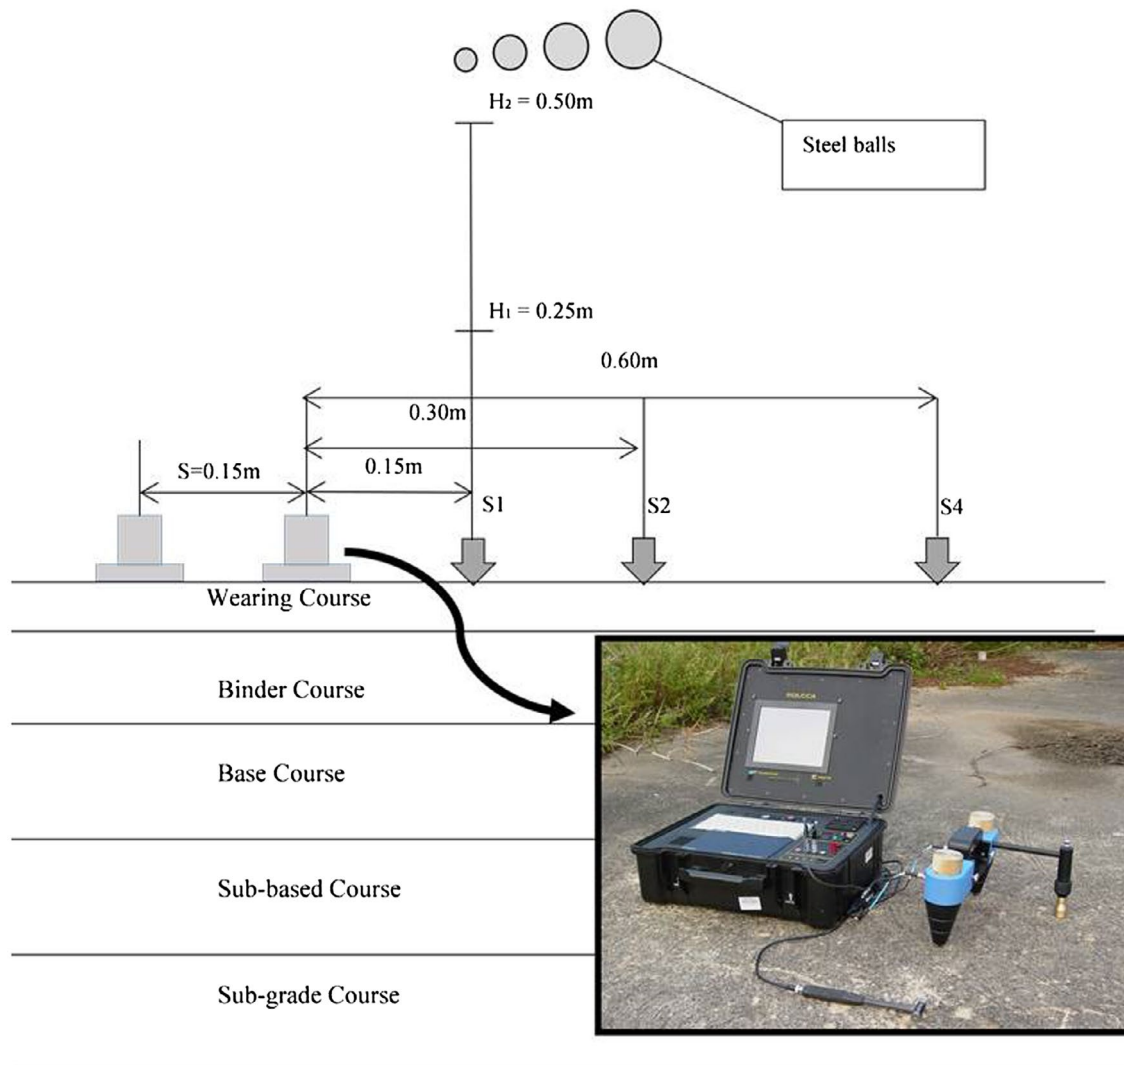 H₂ = 0.50m
Steel balls
H₁ = 0.25m
0.60m
0.30m
0.15m
S=0.15m
S1
S2
S4
Wearing Course
Binder Course
Base Course
Sub-based Course
Sub-grade Course